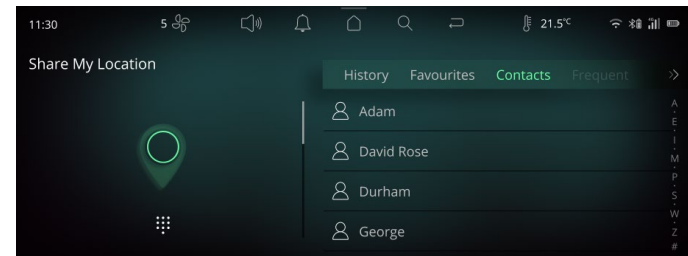 11:30 5 21.5°C
Share My Location
History Favourites Contacts Frequent
Adam
David Rose
Durham
George
A
E
I
M
P
S
W
Z
#